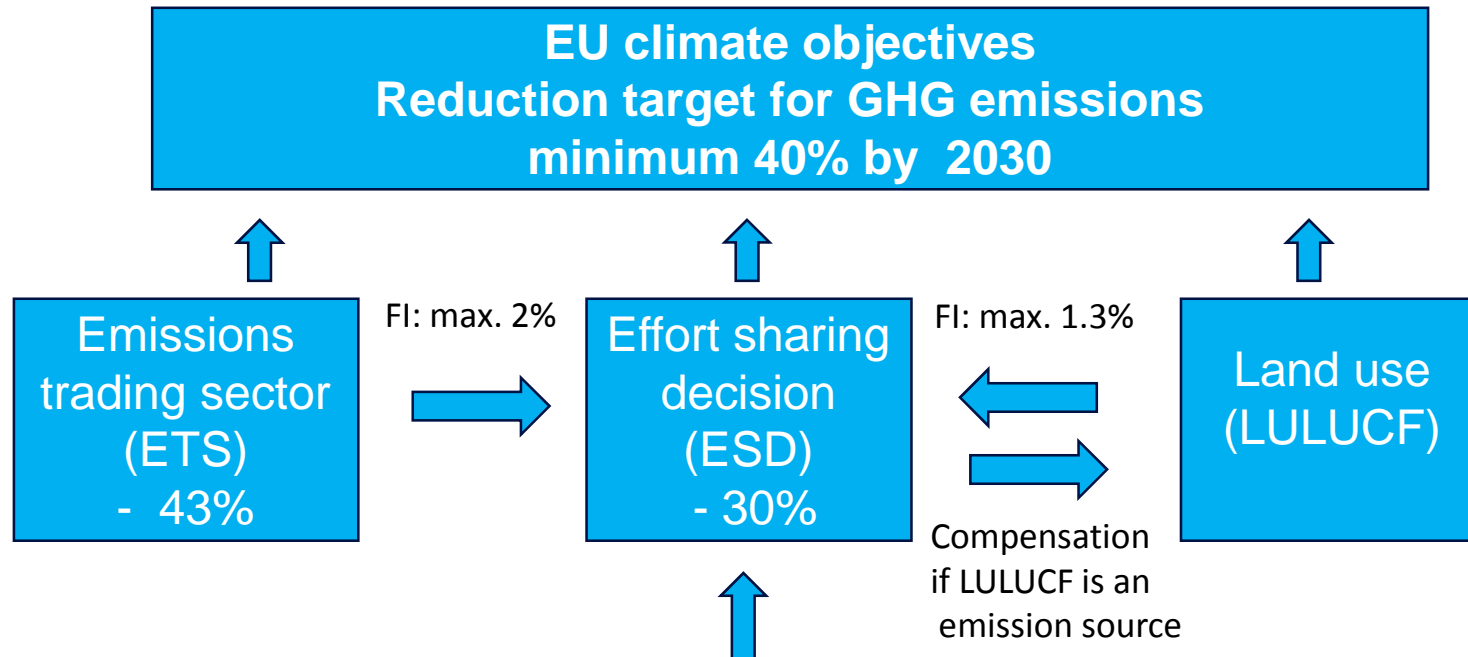 EU climate objectives
Reduction target for GHG emissions
minimum 40% by 2030
FI: max. 2%
FI: max. 1.3%
Emissions
trading sector
(ETS)
- 43%
Effort sharing
decision
(ESD)
- 30%
Land use
(LULUCF)
Compensation
if LULUCF is an
emission source